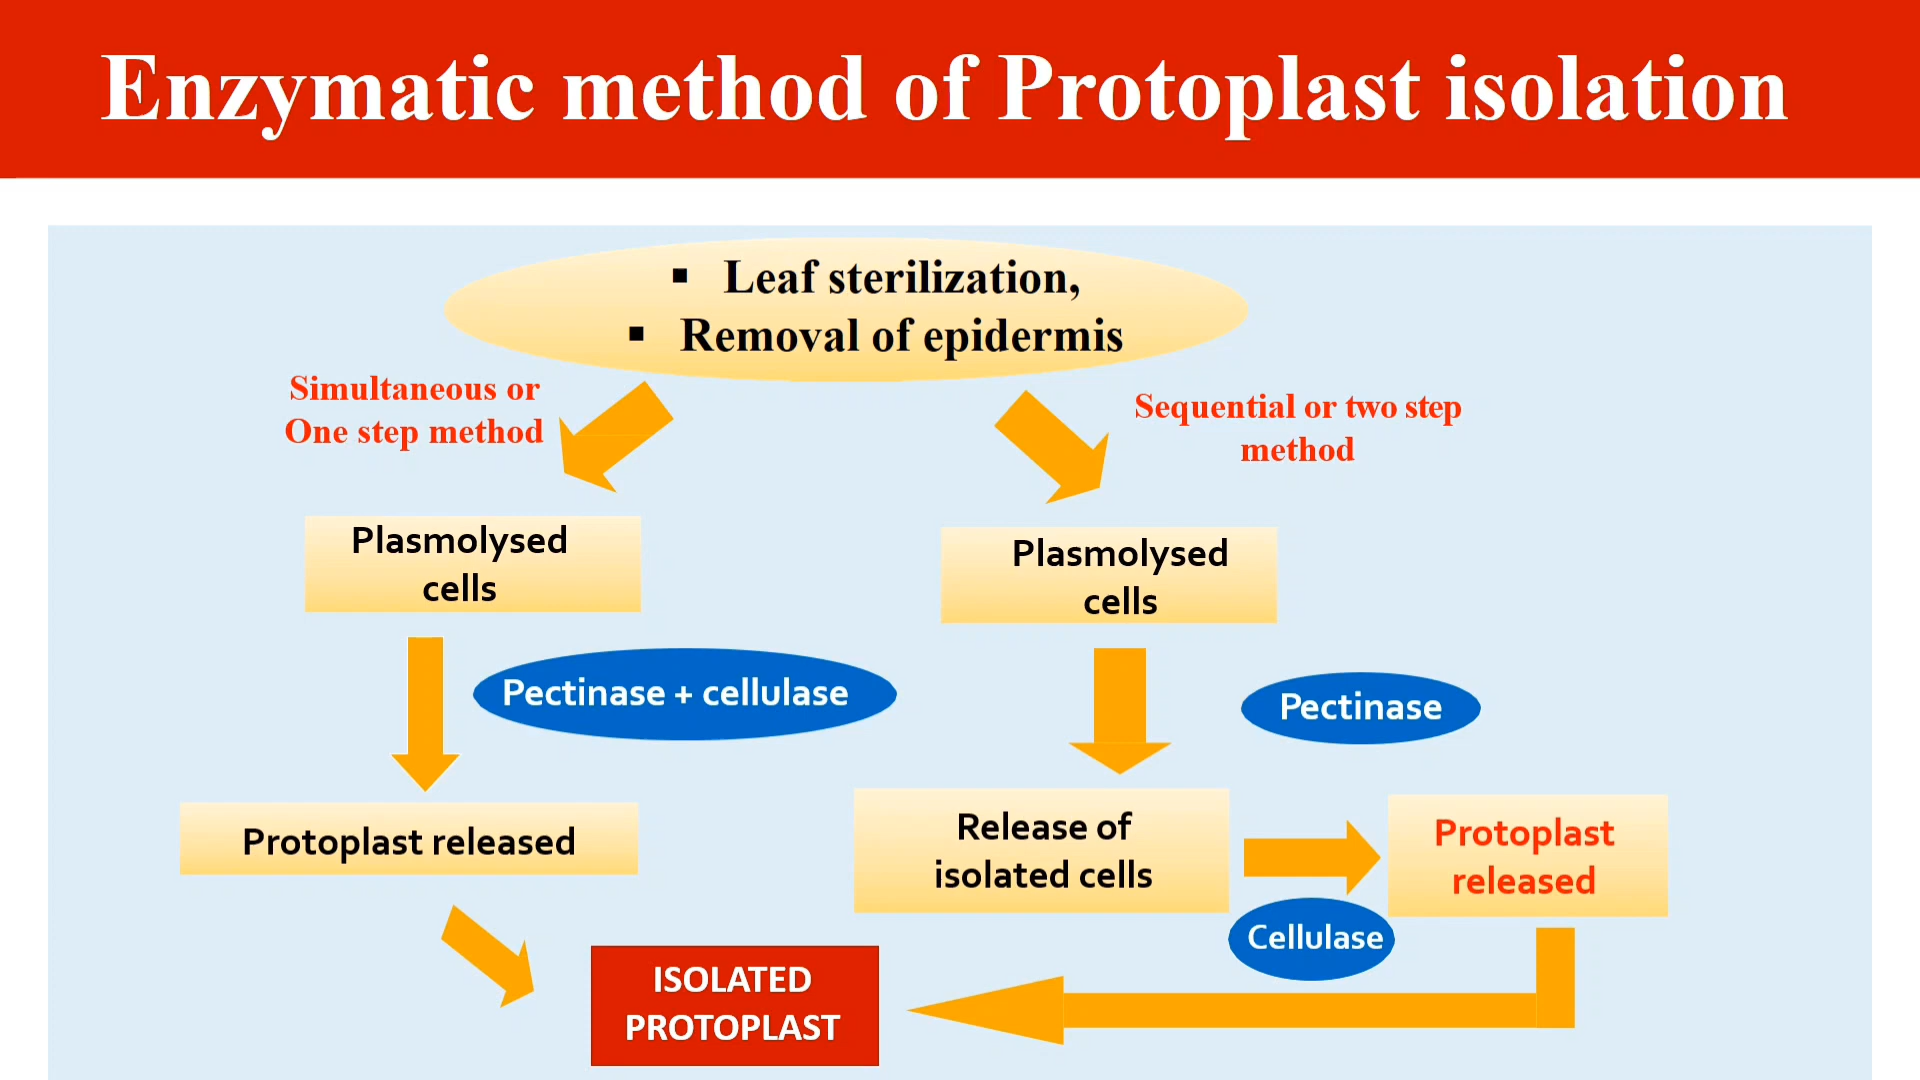 Enzymatic method of Protoplast isolation
▪ Leaf sterilization,
▪ Removal of epidermis
Simultaneous or
One step method
Sequential or two step
method
Plasmolysed
cells
Plasmolysed
cells
Pectinase + cellulase
Pectinase
Protoplast released
Release of
isolated cells
Protoplast
released
Cellulase
ISOLATED
PROTOPLAST